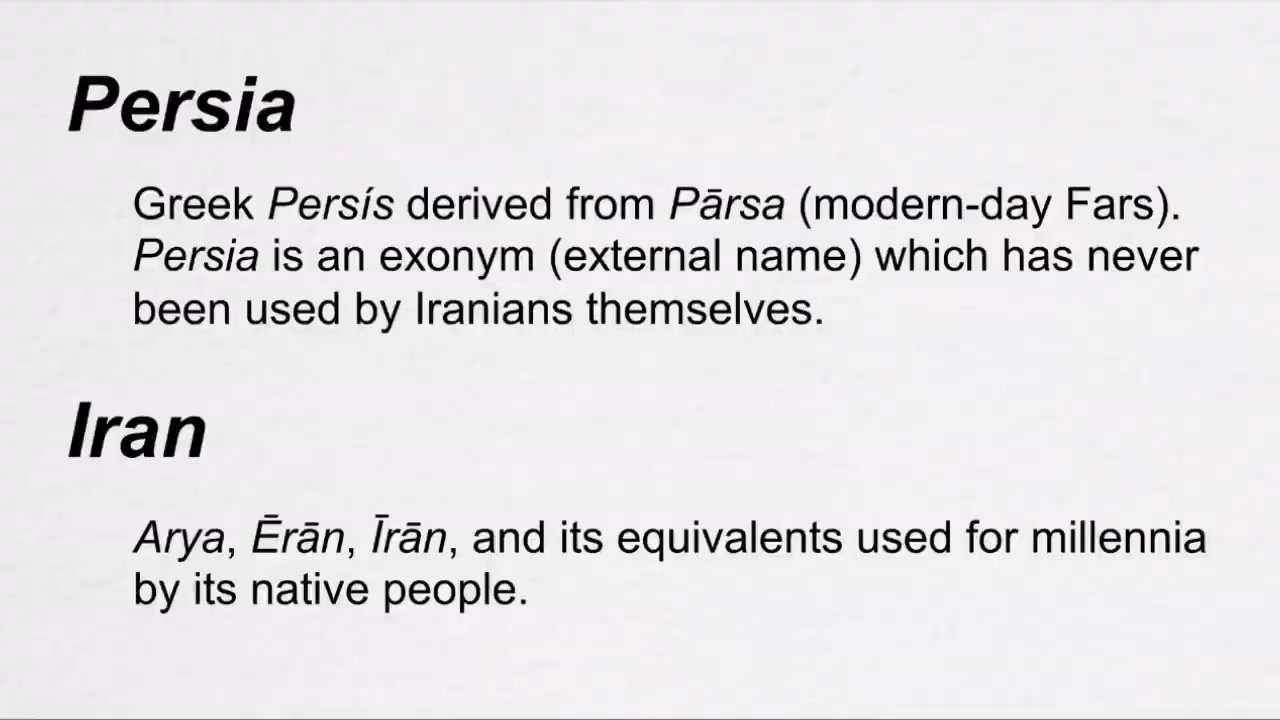 Persia
Greek Persís derived from Pārsa (modern-day Fars).
Persia is an exonym (external name) which has never
been used by Iranians themselves.
Iran
Arya, Ērān, Īrān, and its equivalents used for millennia
by its native people.